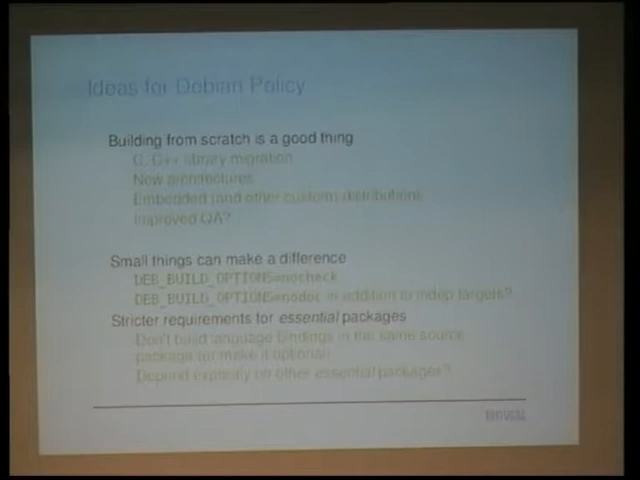 Ideas for Debian Policy
Building from scratch is a good thing
C, C++ library migration
New architectures
Embedded (and other custom) distributions
Improved QA?
Small things can make a difference
DEB_BUILD_OPTIONS=nocheck
DEB_BUILD_OPTIONS=nodoc in addition to indep targets?
Stricter requirements for essential packages
Don't build language bindings in the same source
package (or make it optional)
Depend explicitly on other essential packages?